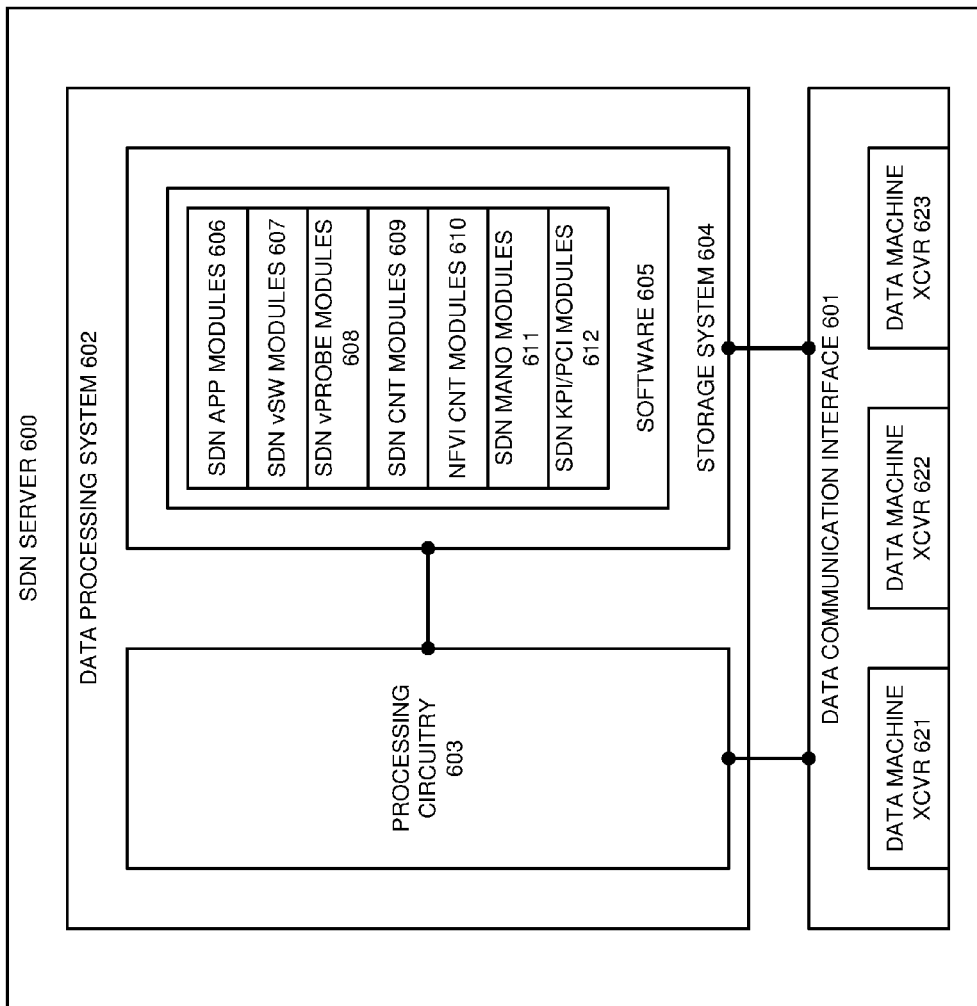 SDN SERVER 600
DATA PROCESSING SYSTEM 602
PROCESSING
CIRCUITRY
603
SDN APP MODULES 606
SDN vSW MODULES 607
SDN vPROBE MODULES
608
SDN CNT MODULES 609
NFVI CNT MODULES 610
SDN MANO MODULES
611
SDN KPI/PCI MODULES
612
SOFTWARE 605
STORAGE SYSTEM 604
DATA COMMUNICATION INTERFACE 601
DATA MACHINE
XCVR 621
DATA MACHINE
XCVR 622
DATA MACHINE
XCVR 623